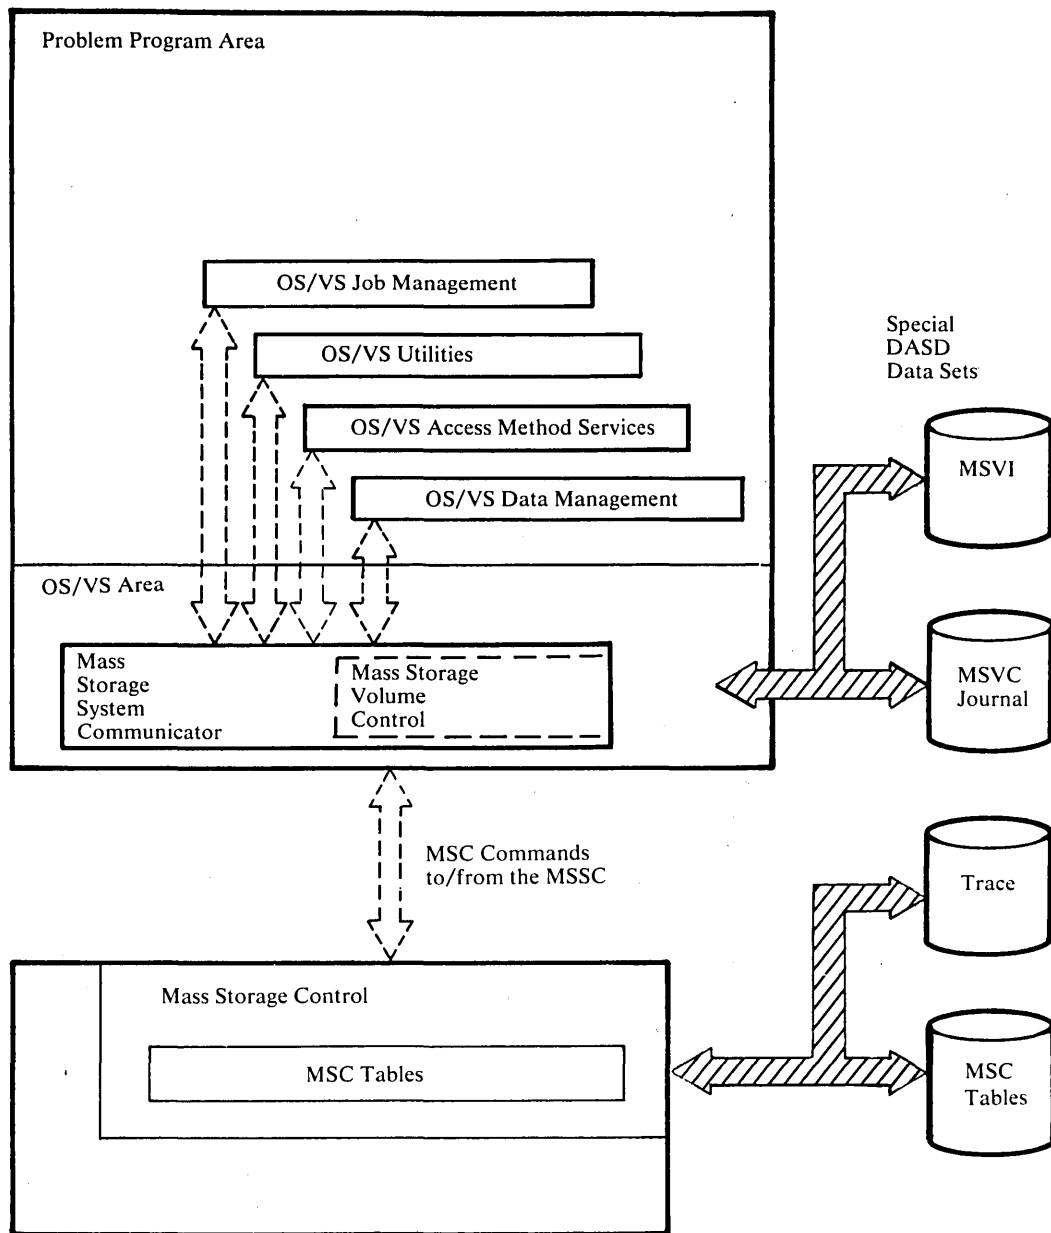 Problem Program Area
OS/VS Job Management
OS/VS Utilities
OS/VS Access Method Services
OS/VS Data Management
OS/VS Area
Mass
Storage
System
Communicator
Mass Storage
Volume
Control
Special
DASD
Data Sets
MSVI
MSVC
Journal
MSC Commands
to/from the MSSC
Trace
Mass Storage Control
MSC Tables
MSC
Tables